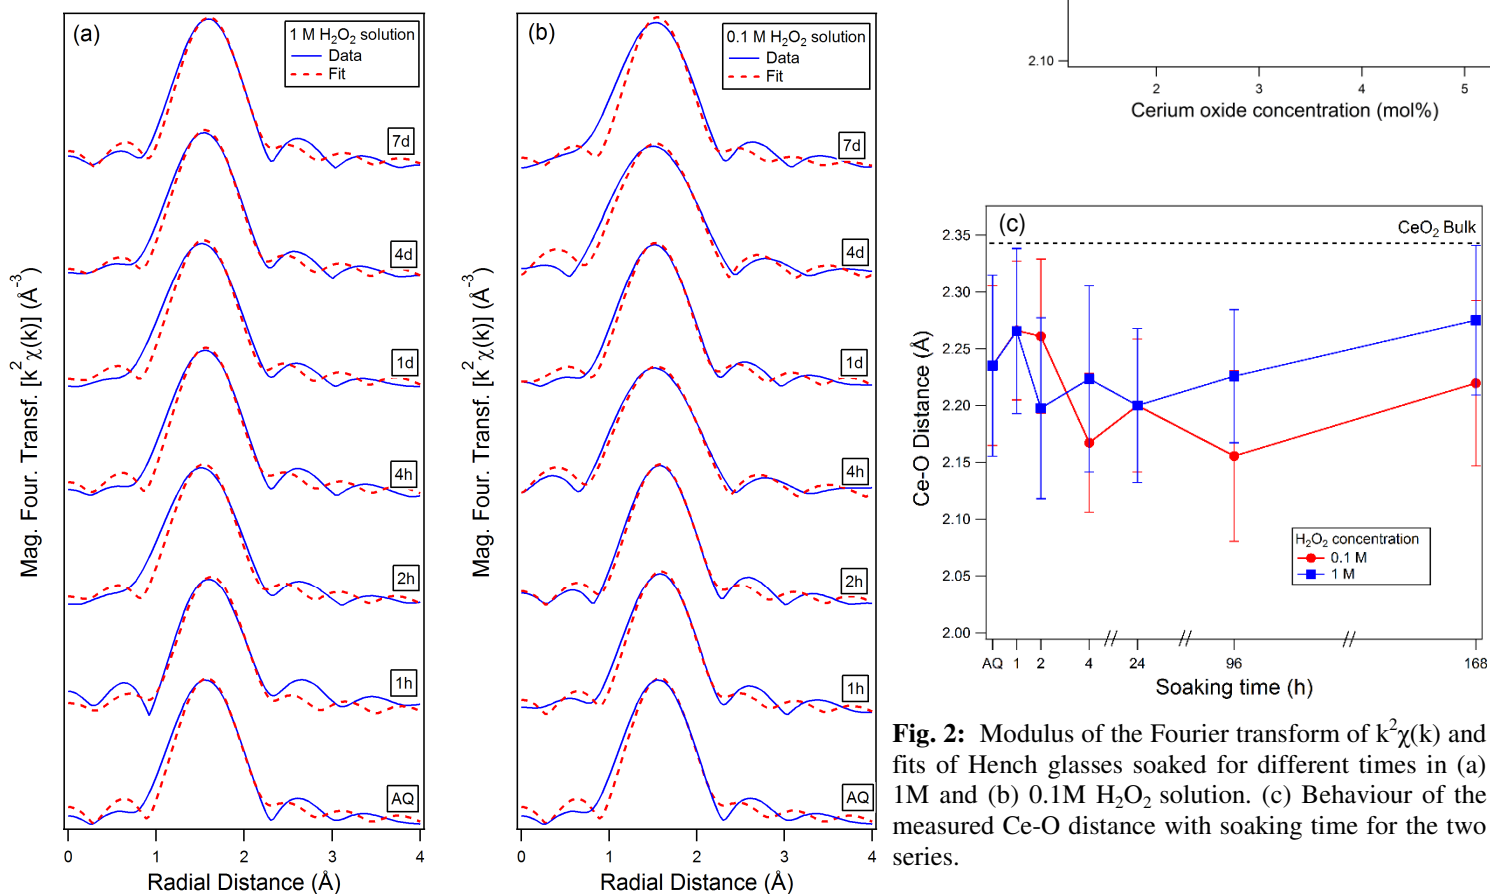 (a)
1 M H₂O₂ solution
Data
Fit
7d
4d
1d
4h
2h
1h
AQ
Mag. Four. Transf. [k²χ(k)] (Å⁻³)
0 1 2 3 4
Radial Distance (Å)
(b)
0.1 M H₂O₂ solution
Data
Fit
7d
4d
1d
4h
2h
1h
AQ
Mag. Four. Transf. [k²χ(k)] (Å⁻³)
0 1 2 3 4
Radial Distance (Å)
2.10
2 3 4 5
Cerium oxide concentration (mol%)
(c)
CeO₂ Bulk
2.35
2.30
2.25
2.20
2.15
2.10
2.05
2.00
Ce-O Distance (Å)
H₂O₂ concentration
0.1 M
1 M
AQ 1 2 4 24 96 168
Soaking time (h)
Fig. 2: Modulus of the Fourier transform of k²χ(k) and
fits of Hench glasses soaked for different times in (a)
1M and (b) 0.1M H₂O₂ solution. (c) Behaviour of the
measured Ce-O distance with soaking time for the two
series.